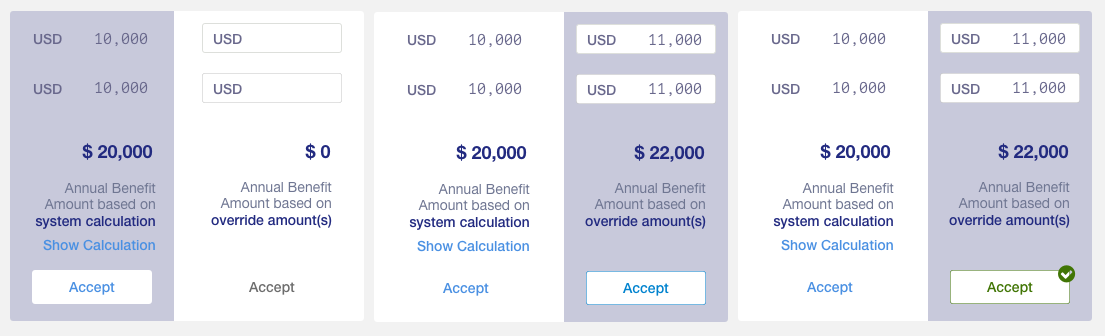 USD 10,000
USD 10,000
$ 20,000
Annual Benefit
Amount based on
system calculation
Show Calculation
Accept
USD
USD
$ 0
Annual Benefit
Amount based on
override amount(s)
Accept
USD 10,000
USD 10,000
$ 20,000
Annual Benefit
Amount based on
system calculation
Show Calculation
Accept
USD 11,000
USD 11,000
$ 22,000
Annual Benefit
Amount based on
override amount(s)
Accept
USD 10,000
USD 10,000
$ 20,000
Annual Benefit
Amount based on
system calculation
Show Calculation
Accept
USD 11,000
USD 11,000
$ 22,000
Annual Benefit
Amount based on
override amount(s)
Accept